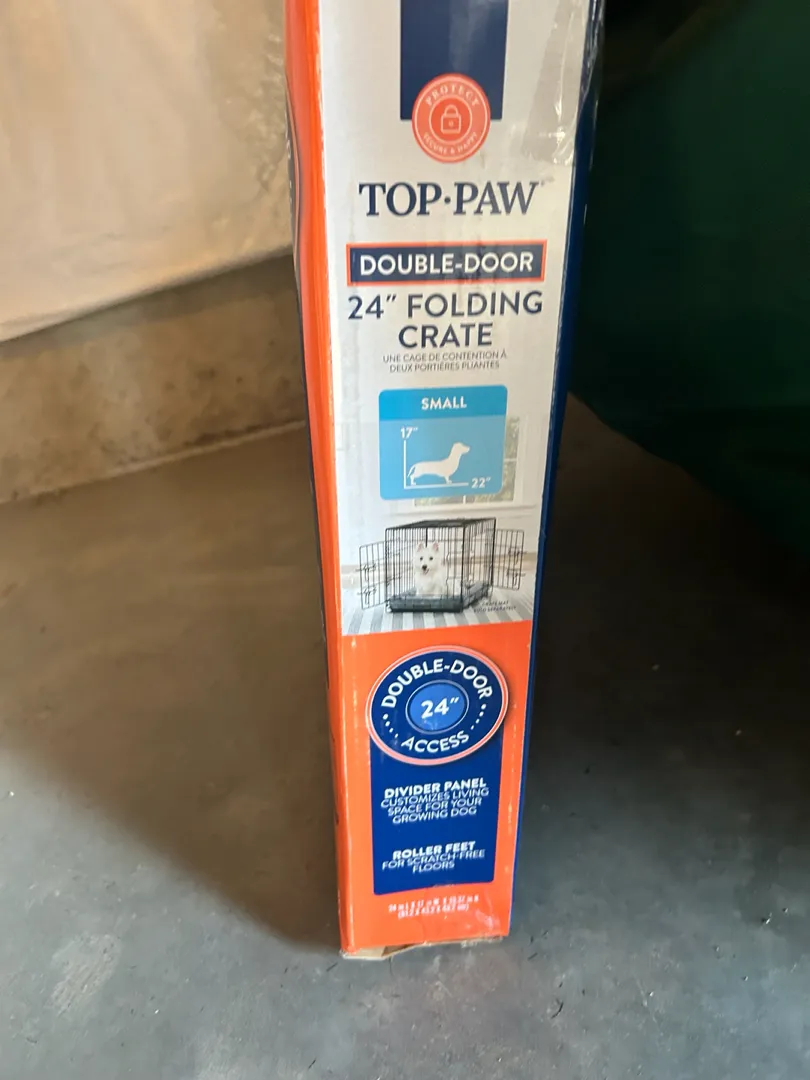 PROTECT
SECURE & HAPPY
TOP·PAW
DOUBLE-DOOR
24" FOLDING
CRATE
UNE CAGE DE CONTENTION À
DEUX PORTIÈRES PLIANTES
SMALL
17"
22"
DOUBLE-DOOR
24"
ACCESS
DIVIDER PANEL
CUSTOMIZES LIVING
SPACE FOR YOUR
GROWING DOG
ROLLER FEET
FOR SCRATCH-FREE
FLOORS